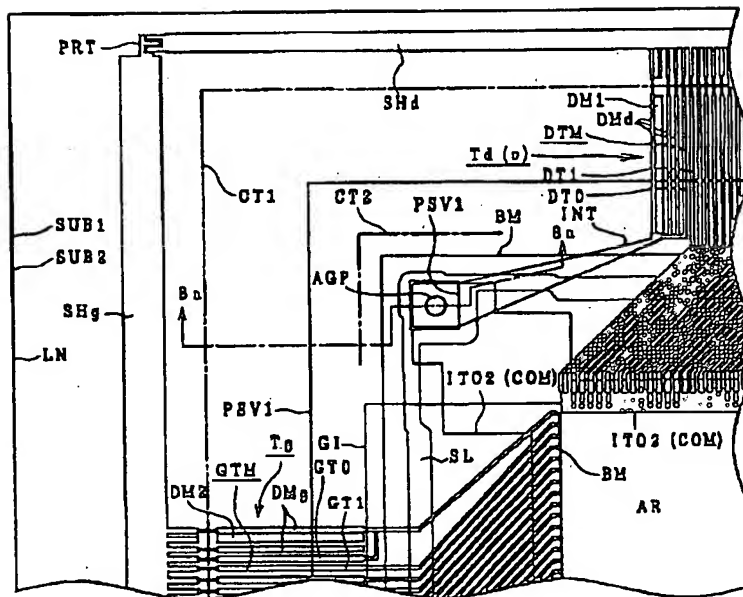 PRT
SHd
DM1
DMd
DTM
Td (D)
DT1
DT0
CT1
CT2
PSV1
BM
INT
Bn
SUB1
SUB2
AGP
Bn
SHg
LN
ITO2 (COM)
PSV1
GI
Tg
GT0
SL
ITO2 (COM)
GTM
DM2
DMg
GT1
BM
AR